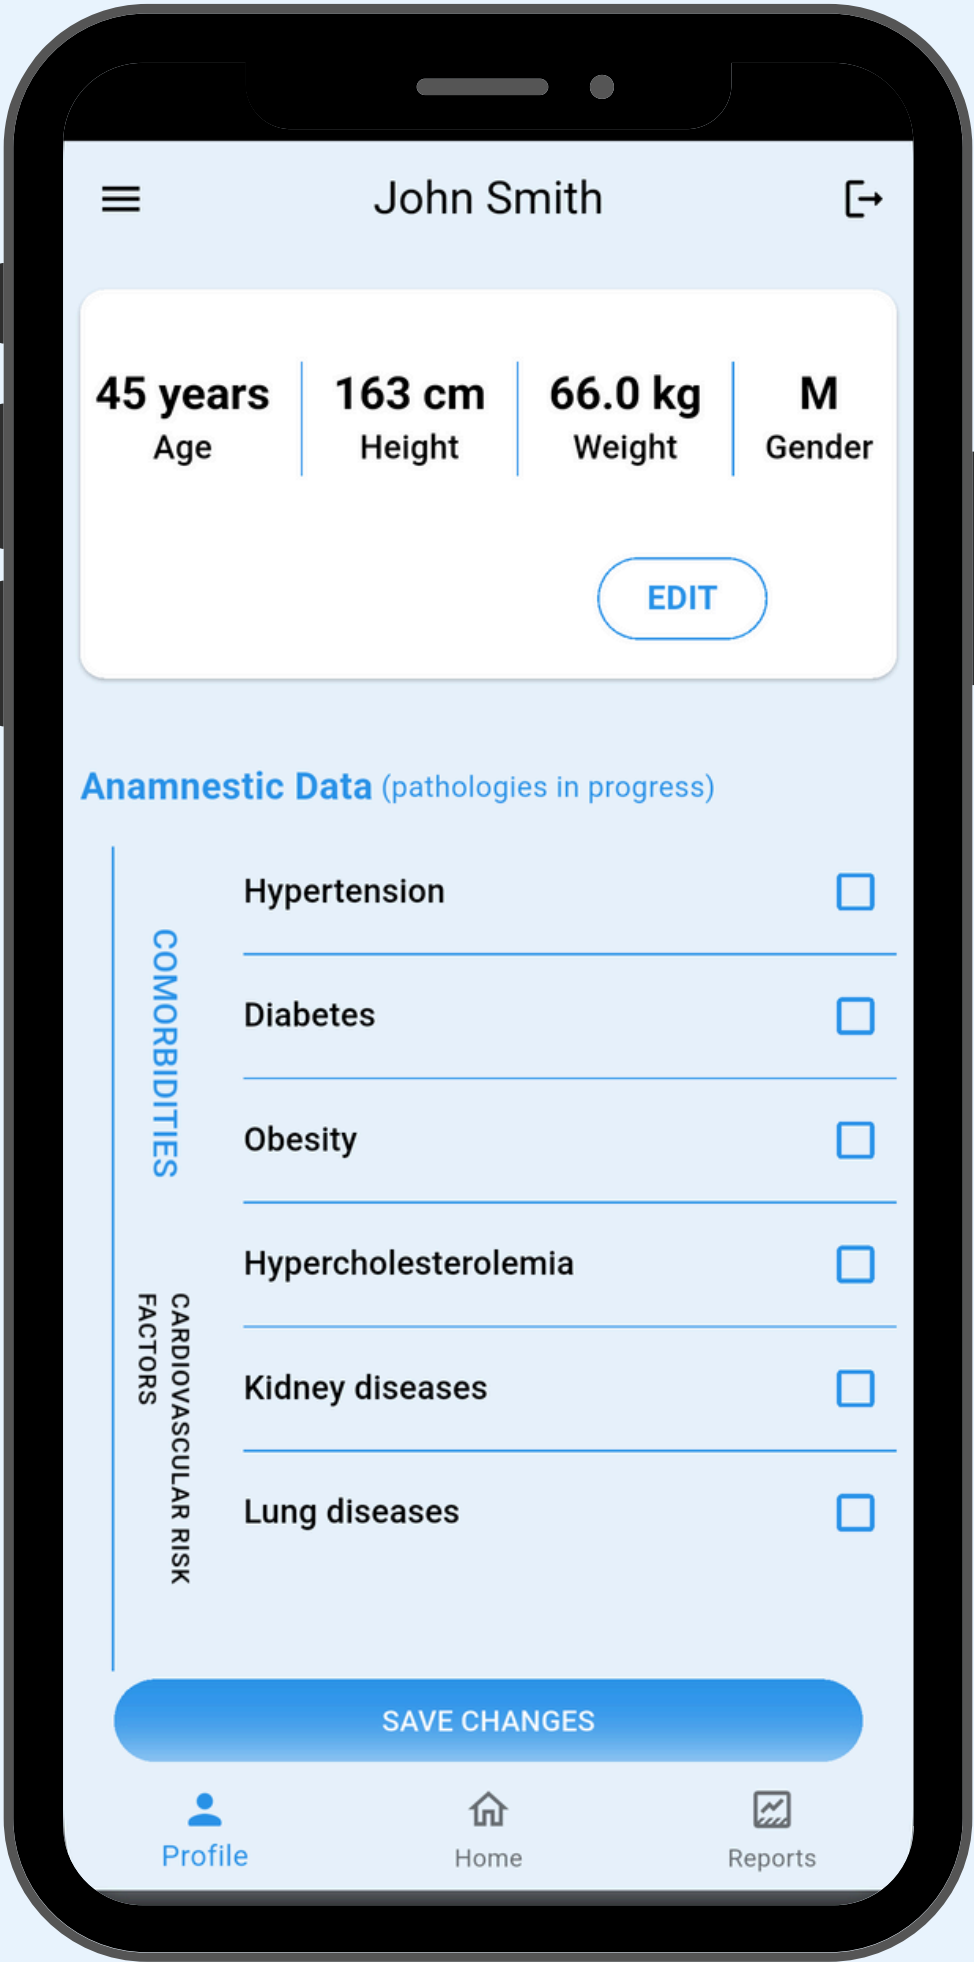 John Smith
45 years
Age
163 cm
Height
66.0 kg
Weight
M
Gender
EDIT
Anamnestic Data (pathologies in progress)
COMORBIDITIES
CARDIOVASCULAR RISK
FACTORS
Hypertension
Diabetes
Obesity
Hypercholesterolemia
Kidney diseases
Lung diseases
SAVE CHANGES
Profile
Home
Reports